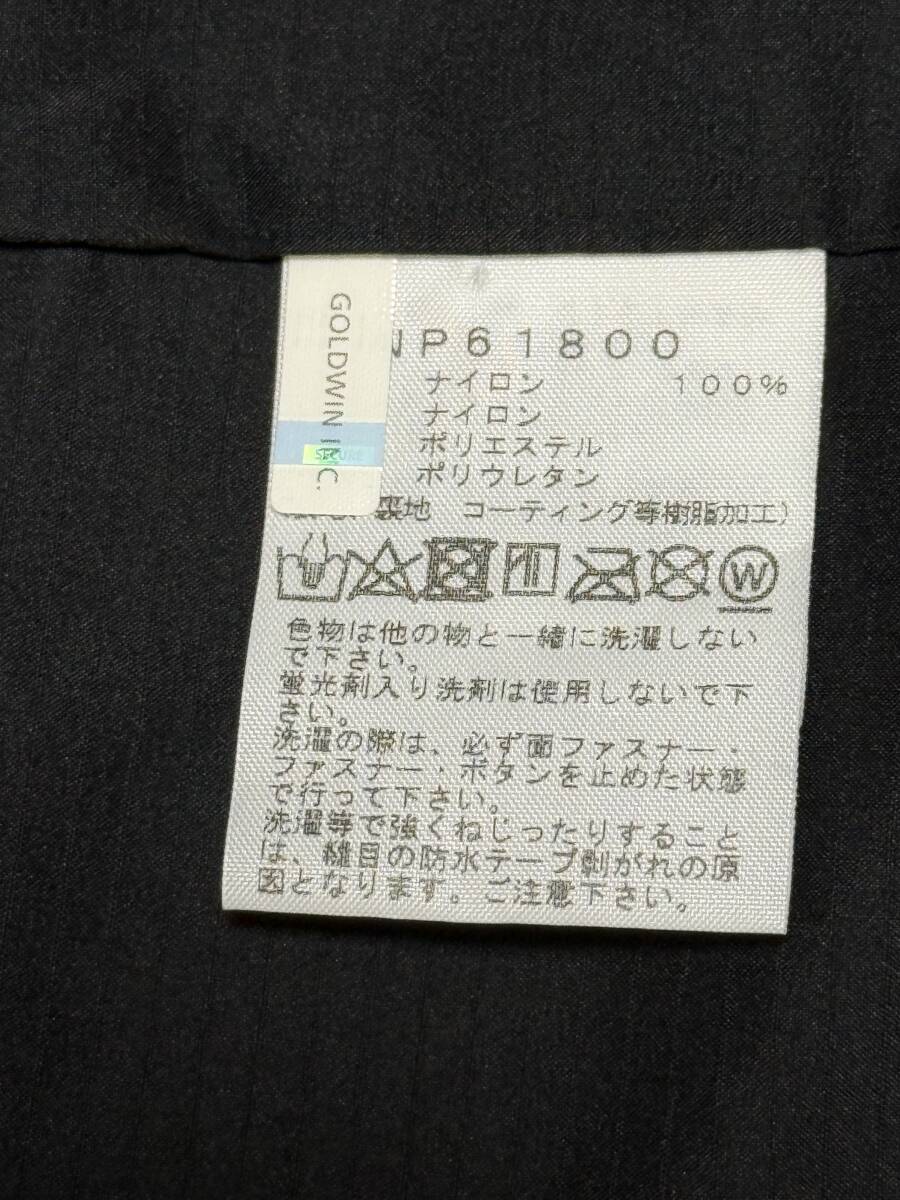 GOLDWIN INC.
SECURE
NP61800
ナイロン 100%
ナイロン
ポリエステル
ポリウレタン
裏地 コーティング等樹脂加工)
W
色物は他の物と一緒に洗濯しない
で下さい。
蛍光剤入り洗剤は使用しないで下
さい。
洗濯の際は、必ず面ファスナー・
ファスナー・ボタンを止めた状態
で行って下さい。
洗濯等で強くねじったりすること
は、縫目の防水テープ剥がれの原
因となります。ご注意下さい。